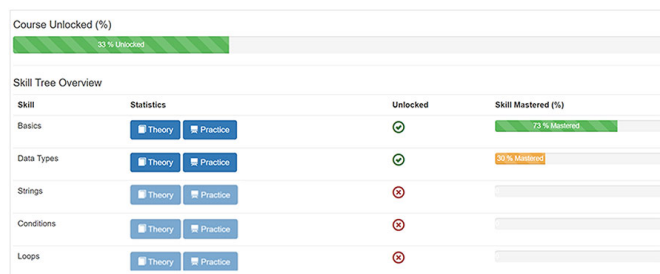 Course Unlocked (%)
33 % Unlocked
Skill Tree Overview
Skill Statistics Unlocked Skill Mastered (%)
Basics Theory Practice 73 % Mastered
Data Types Theory Practice 30 % Mastered
Strings Theory Practice
Conditions Theory Practice
Loops Theory Practice